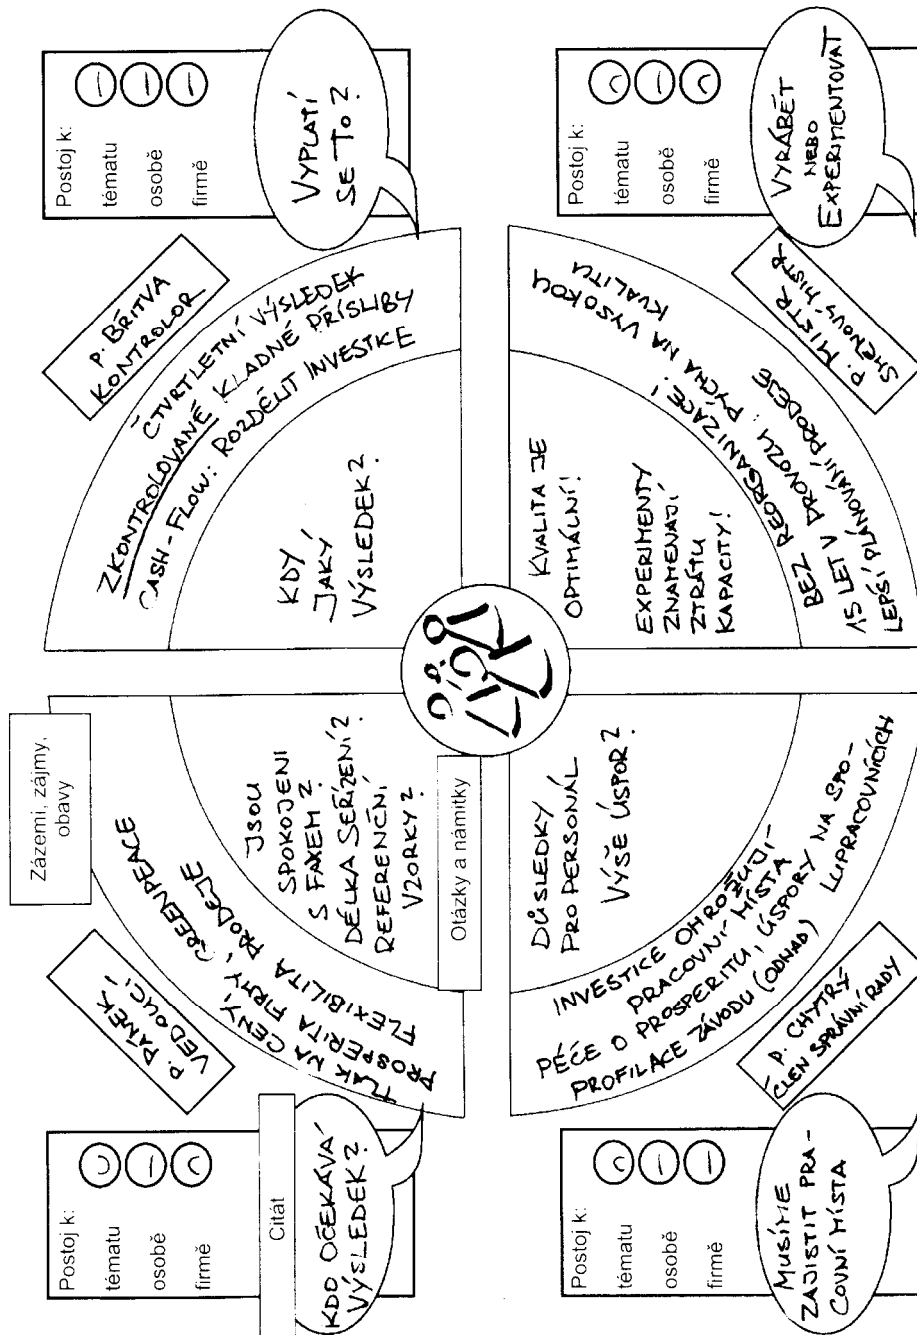 Postoj k:
tématu
osobě
firmě
Citát
KDO OČEKÁVÁ
VÝSLEDEK?
P.
VEDOUCÍ
Zázemí, zájmy,
obavy
TLAK NA CENY, GREENPEACE
PROSPERITA FIRMY, PRODEJE
FLEXIBILITA
JSOU
SPOKOJENI
S FAXEM?
DÉLKA SEŘÍZENÍ?
REFERENČNÍ
VZORKY?
Otázky a námitky
Postoj k:
tématu
osobě
firmě
VYPLATÍ
SE TO?
P. BŘITVA
KONTROLOR
ČTVRTLETNÍ VÝSLEDEK
ZKONTROLOVANÉ KLADNÉ PŘÍSLIBY
CASH-FLOW: ROZDĚLIT INVESTICE
KDY
JAKÝ
VÝSLEDEK?
Postoj k:
tématu
osobě
firmě
MUSÍME
ZAJISTIT PRA-
COVNÍ MÍSTA
P. CHYTRÝ
ČLEN SPRÁVNÍ RADY
DŮSLEDKY
PRO PERSONÁL
VÝŠE ÚSPOR?
INVESTICE OHROŽUJÍ
PRACOVNÍ MÍSTA
PÉČE O PROSPERITU, ÚSPORY NA SPO-
PROFILACE ZÁVODU (ODHAD) LUPRACOVNÍCÍCH
Postoj k:
tématu
osobě
firmě
VYRÁBĚT
NEBO
EXPERIMENTOVAT
P. MISTR
SMĚNOVÝ MISTR
KVALITA JE
OPTIMÁLNÍ!
EXPERIMENTY
ZNAMENAJÍ
ZTRÁTU
KAPACITY!
BEZ REORGANIZACE!
15 LET V PROVOZU: PÝCHA NA VYSOKOU
KVALITU
LEPŠÍ PLÁNOVÁNÍ PRODEJE